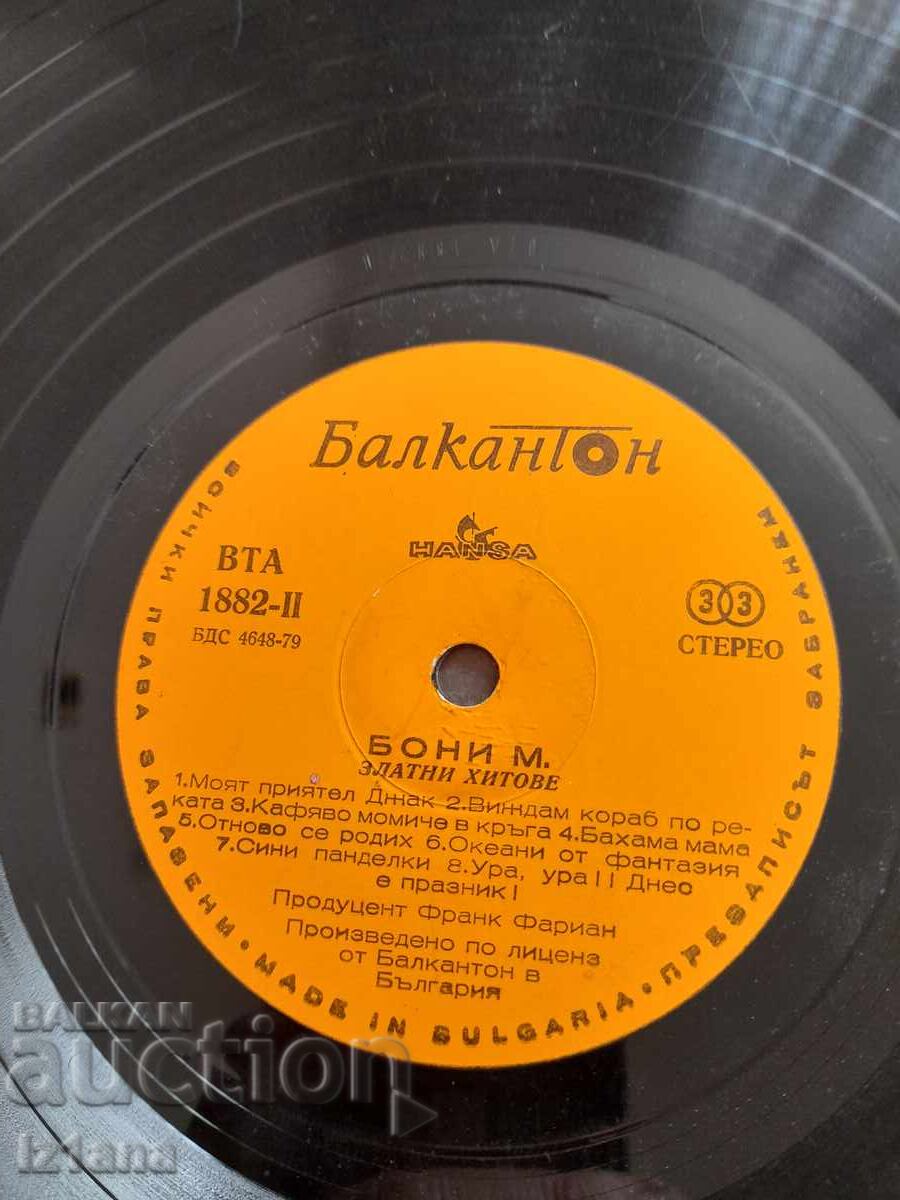 Балкантон
HANSA
ВТА
1882-II
БДС 4648-79
33
СТЕРЕО
БОНИ М.
ЗЛАТНИ ХИТОВЕ
1.Моят приятел Джак 2.Виждам кораб по ре-
ката 3.Кафяво момиче в кръга 4.Бахама мама
5.Отново се родих 6.Океани от фантазия
7.Сини панделки 8.Ура, ура!! Днес
е празник!
Продуцент Франк Фариан
Произведено по лиценз
от Балкантон в
България
ВСИЧКИ ПРАВА ЗАПАЗЕНИ • MADE IN BULGARIA • ПРЕЗАПИСЪТ ЗАБРАНЕН
BALKAN
auction
Iz1ana